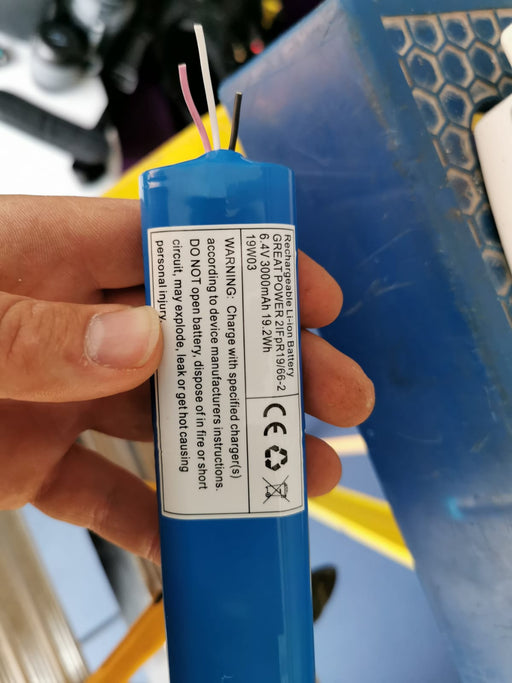 Rechargeable Li-ion Battery
GREAT POWER 2IFpR19/66-2
6.4V 3000mAh 19.2Wh
19W03
CE
WARNING: Charge with specified charger(s)
according to device manufacturers instructions.
DO NOT open battery, dispose of in fire or short
circuit, may explode, leak or get hot causing
personal injury.